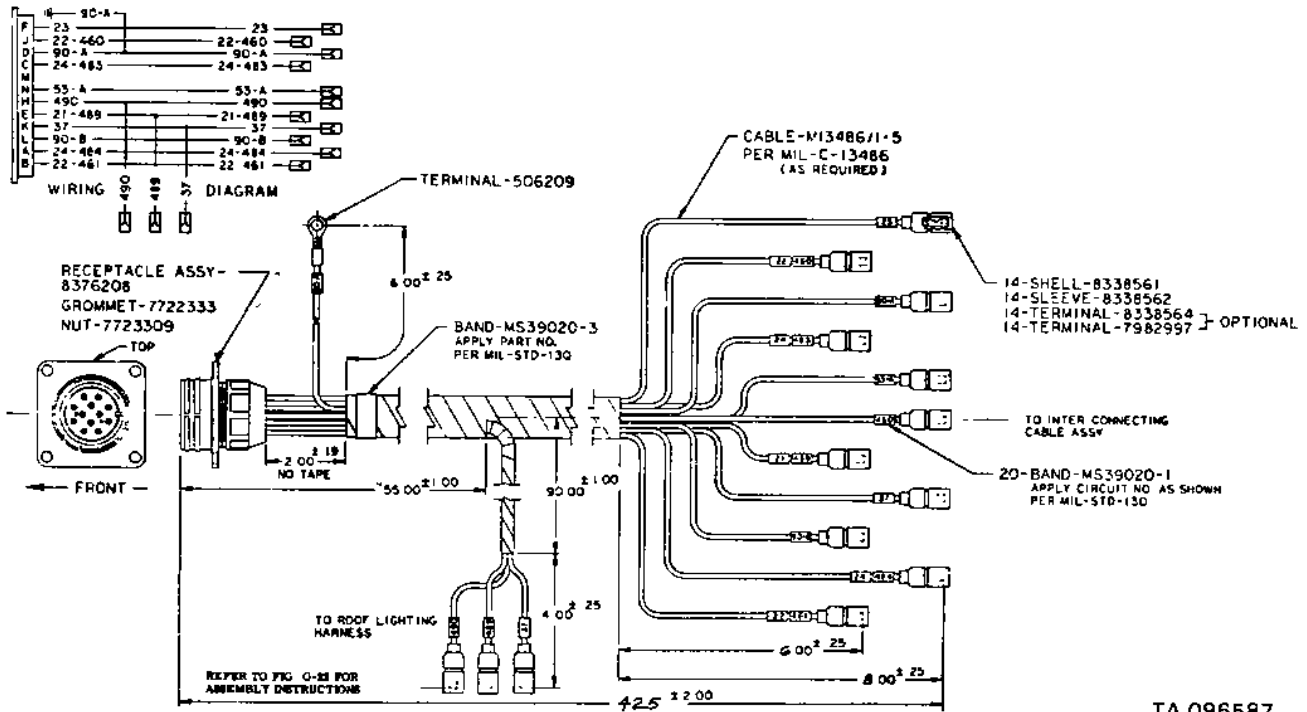 90-A
F 23 23
J 22-460 22-460
D 90-A 90-A
C 24-483 24-483
M
N 53-A 53-A
H 490 490
E 21-489 21-489
K 37 37
L 90-B 90-B
A 24-484 24-484
B 22-461 22-461
WIRING DIAGRAM
490 489 37
TERMINAL-506209
CABLE-M13486/1-5
PER MIL-C-13486
(AS REQUIRED)
RECEPTACLE ASSY-
8376208
GROMMET-7722333
NUT-7723309
TOP
FRONT
6.00 ± 25
BAND-MS39020-3
APPLY PART NO.
PER MIL-STD-130
14-SHELL-8338561
14-SLEEVE-8338562
14-TERMINAL-8338564
14-TERMINAL-7982997
OPTIONAL
TO INTER CONNECTING
CABLE ASSY
20-BAND-MS39020-1
APPLY CIRCUIT NO AS SHOWN
PER MIL-STD-130
2.00 ± 19
NO TAPE
55.00 ± 1.00
90.00 ± 1.00
4.00 ± 25
TO ROOF LIGHTING
HARNESS
6.00 ± 25
8.00 ± 25
425 ± 2.00
REFER TO FIG
FOR
ASSEMBLY INSTRUCTIONS
TA 096587